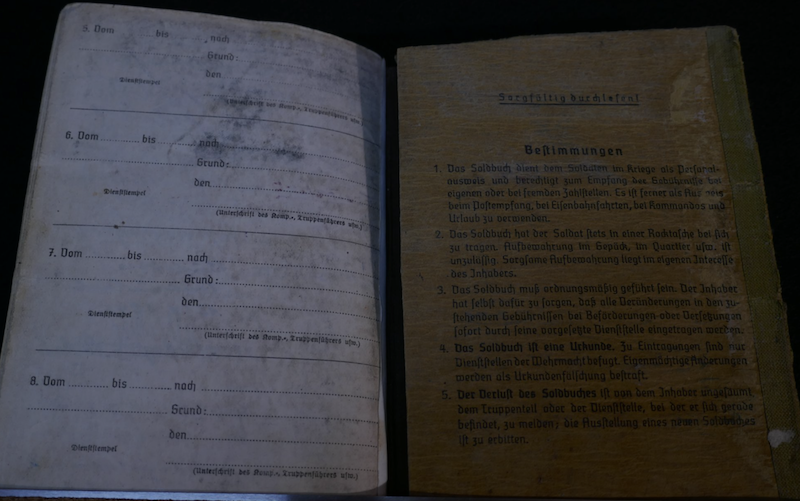 5. Vom bis nach
Grund:
den
Dienststempel
(Unterschrift des Komp.-, Truppenführers usw.)
6. Vom bis nach
Grund:
den
Dienststempel
(Unterschrift des Komp.-, Truppenführers usw.)
7. Vom bis nach
Grund:
den
Dienststempel
(Unterschrift des Komp.-, Truppenführers usw.)
8. Vom bis nach
Grund:
den
Dienststempel
(Unterschrift des Komp.-, Truppenführers usw.)
Sorgfältig durchlesen!
Bestimmungen
1. Das Soldbuch dient dem Soldaten im Kriege als Personal-
ausweis und berechtigt zum Empfang der Gebührnisse bei
eigenen oder bei fremden Zahlstellen. Es ist ferner als Ausweis
beim Postempfang, bei Eisenbahnfahrten, bei Kommandos und
Urlaub zu verwenden.
2. Das Soldbuch hat der Soldat stets in einer Rocktasche bei sich
zu tragen. Aufbewahrung im Gepäck, im Quartier usw. ist
unzulässig. Sorgsame Aufbewahrung liegt im eigenen Interesse
des Inhabers.
3. Das Soldbuch muß ordnungsmäßig geführt sein. Der Inhaber
hat selbst dafür zu sorgen, daß alle Veränderungen in den zu-
stehenden Gebührnissen bei Beförderungen oder Versetzungen
sofort durch seine vorgesetzte Dienststelle eingetragen werden.
4. Das Soldbuch ist eine Urkunde. Zu Eintragungen sind nur
Dienststellen der Wehrmacht befugt. Eigenmächtige Änderungen
werden als Urkundenfälschung bestraft.
5. Der Verlust des Soldbuches ist von dem Inhaber ungesäumt
dem Truppenteil oder der Dienststelle, bei der er sich gerade
befindet, zu melden; die Ausstellung eines neuen Soldbuches
ist zu erbitten.